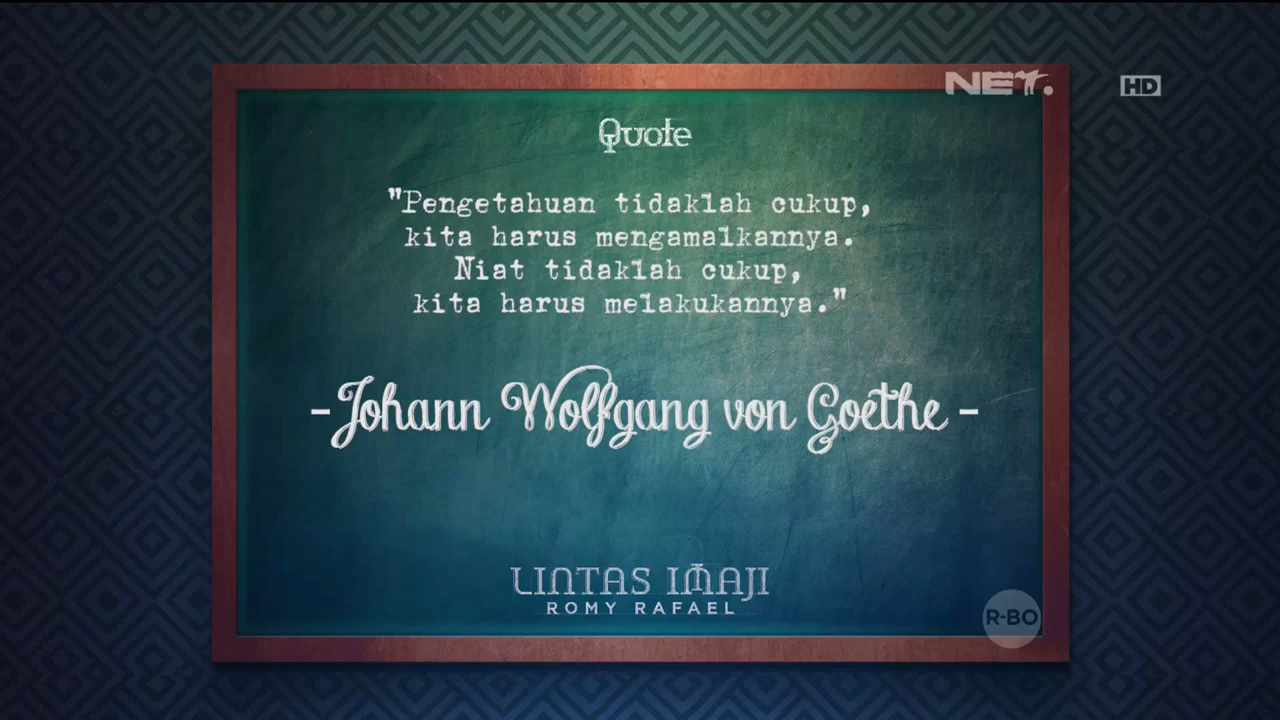 NET.
HD
Quote
"Pengetahuan tidaklah cukup,
kita harus mengamalkannya.
Niat tidaklah cukup,
kita harus melakukannya."
-Johann Wolfgang von Goethe -
LINTAS IMAJI
ROMY RAFAEL
R-BO